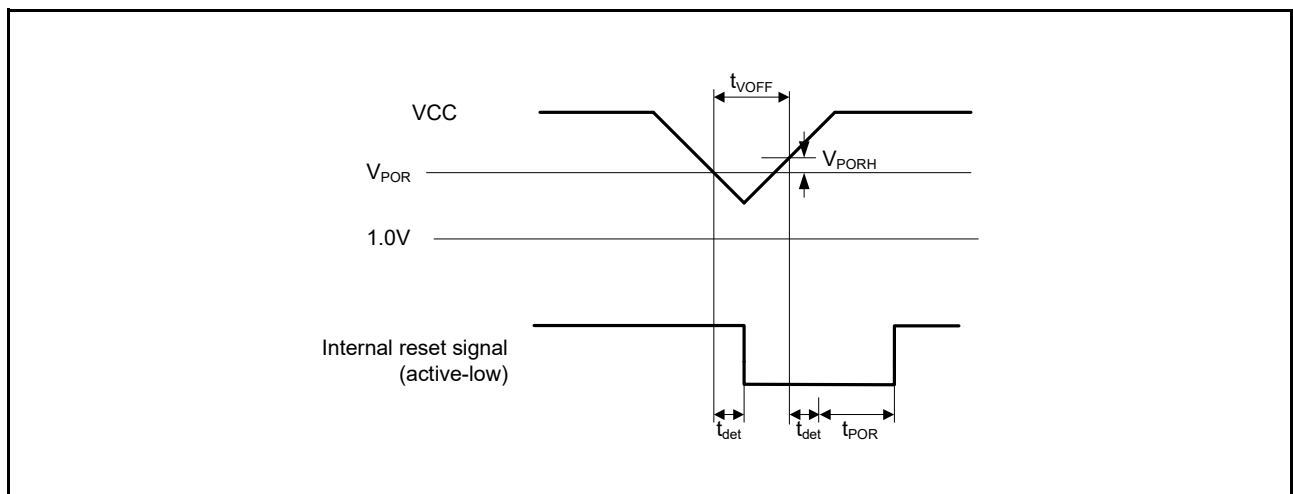 tVOFF
VCC
VPORH
VPOR
1.0V
Internal reset signal
(active-low)
tdet
tdet
tPOR